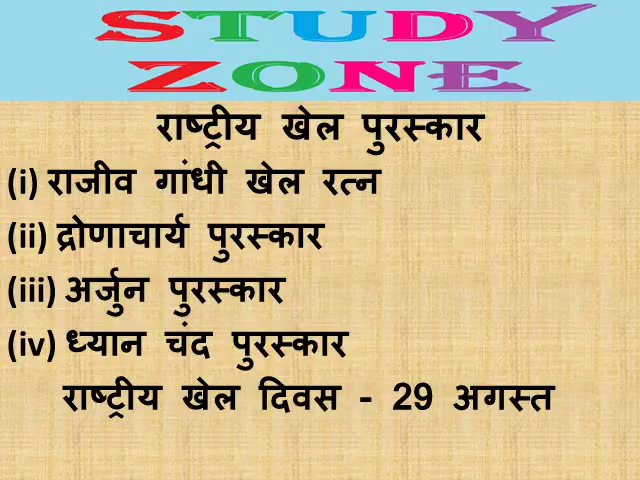 STUDY
ZONE
राष्ट्रीय खेल पुरस्कार
(i) राजीव गांधी खेल रत्न
(ii) द्रोणाचार्य पुरस्कार
(iii) अर्जुन पुरस्कार
(iv) ध्यान चंद पुरस्कार
राष्ट्रीय खेल दिवस - 29 अगस्त